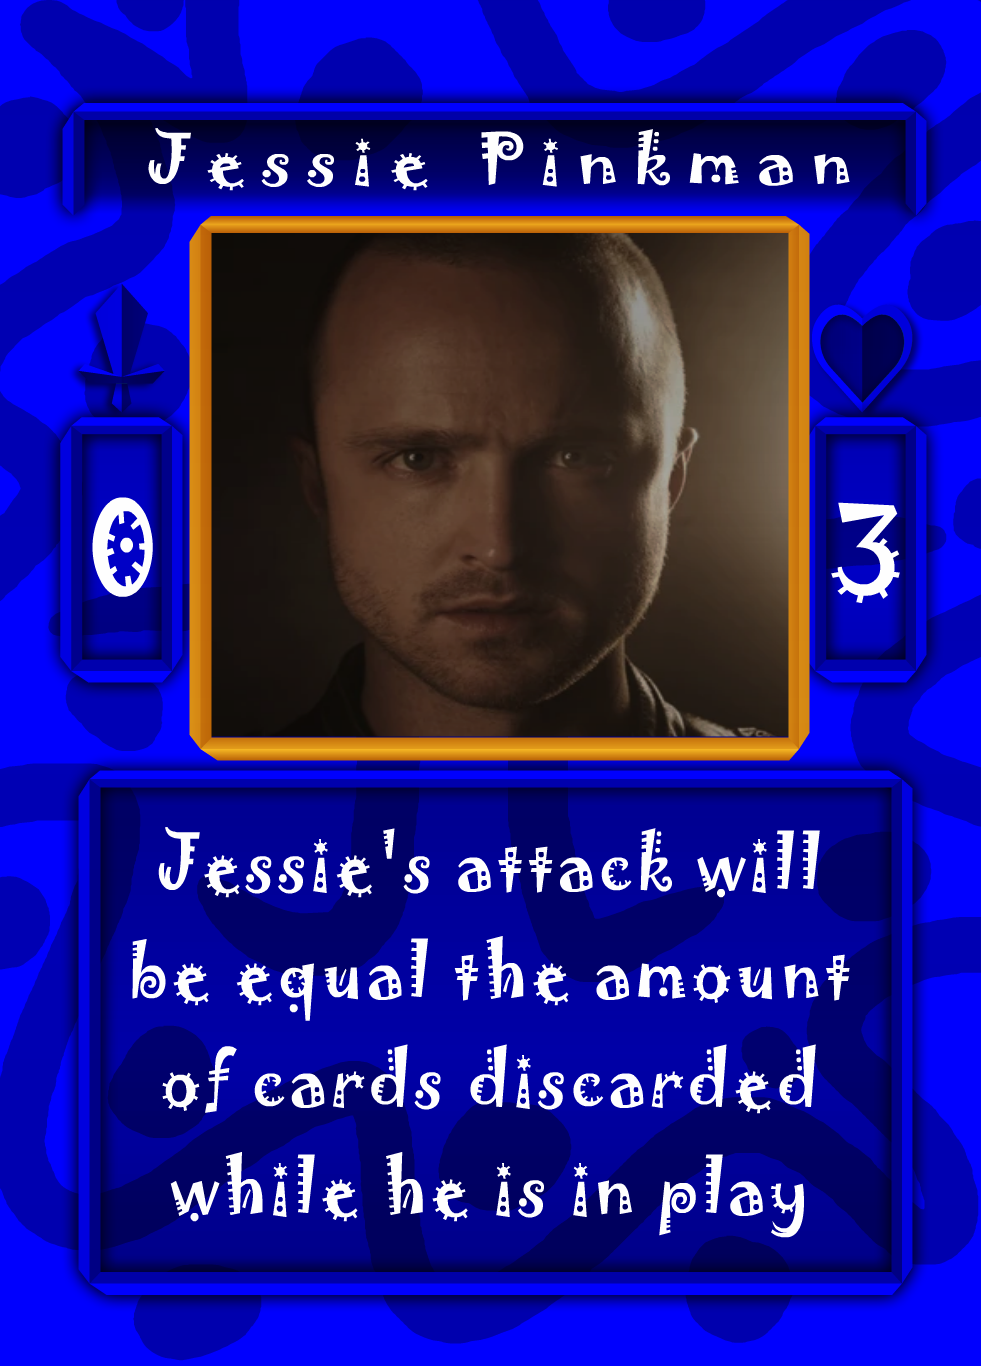 Jessie Pinkman
0
3
Jessie's attack will
be equal the amount
of cards discarded
while he is in play